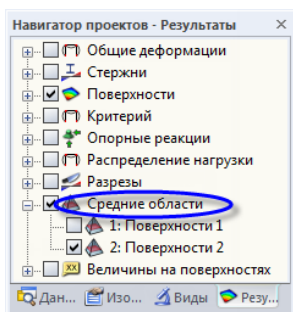 Навигатор проектов - Результаты
Общие деформации
Стержни
Поверхности
Критерий
Опорные реакции
Распределение нагрузки
Разрезы
Средние области
1: Поверхности 1
2: Поверхности 2
Величины на поверхностях
Дан... Изо... Виды Резу...